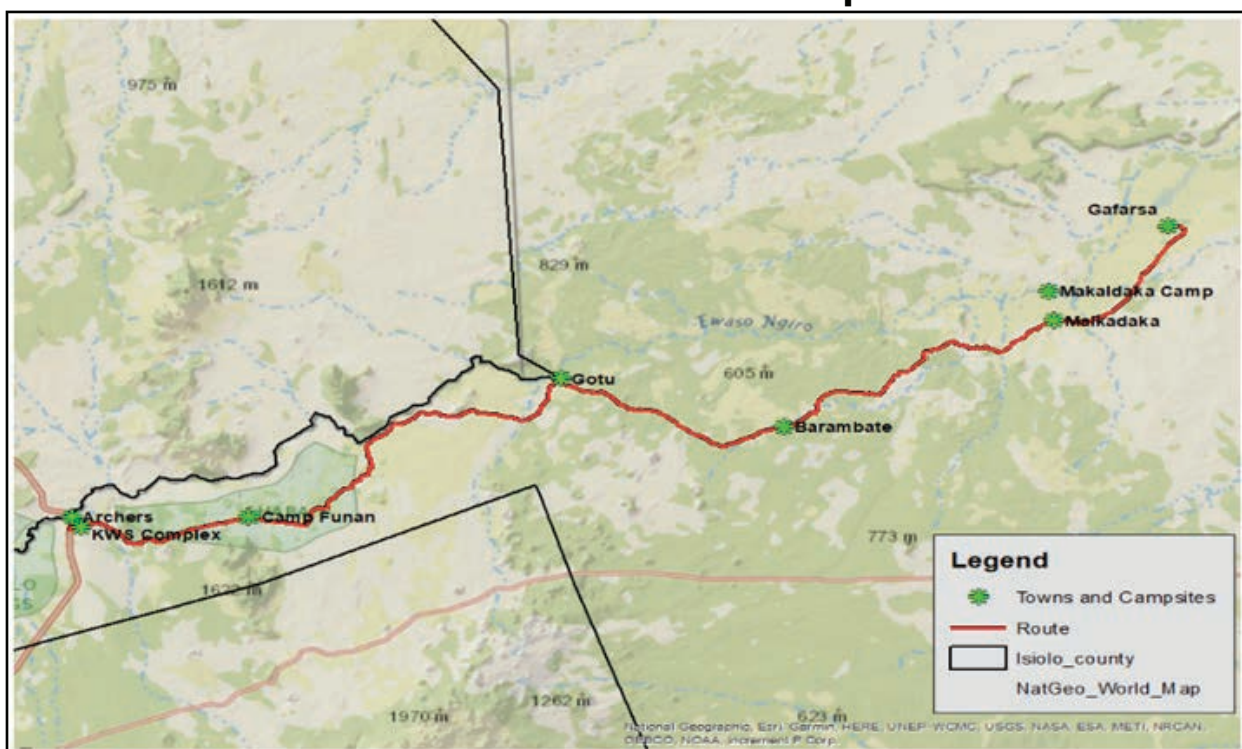 975 m
Gafarsa
829 m
1612 m
Makaldaka Camp
Ewaso Ngiro
Malkadaka
605 m
Gotu
Barambate
Archers
Camp Funan
KWS Complex
773 m
1622 m
Legend
Towns and Campsites
Route
Isiolo_county
NatGeo_World_Map
1262 m
1970 m
623 m
National Geographic, Esri, Garmin, HERE, UNEP-WCMC, USGS, NASA, ESA, METI, NRCAN,
GEBCO, NOAA, increment P Corp.